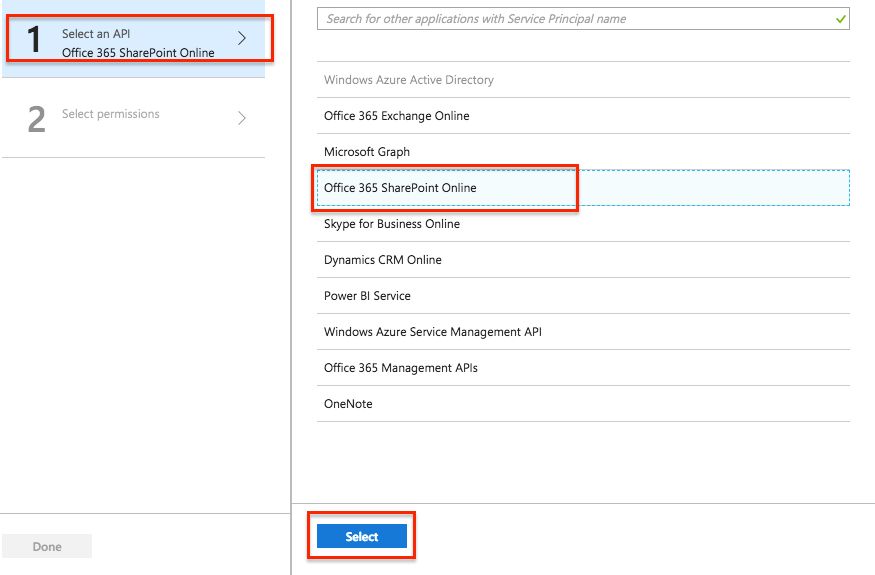 1
Select an API
Office 365 SharePoint Online
2
Select permissions
Done
Search for other applications with Service Principal name
Windows Azure Active Directory
Office 365 Exchange Online
Microsoft Graph
Office 365 SharePoint Online
Skype for Business Online
Dynamics CRM Online
Power BI Service
Windows Azure Service Management API
Office 365 Management APIs
OneNote
Select